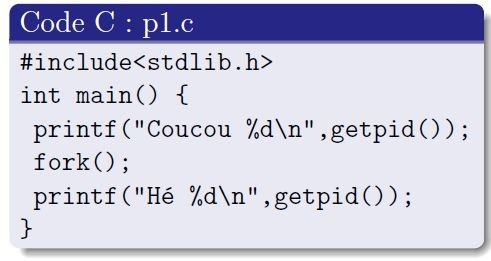 Code C : p1.c
#include<stdlib.h>
int main() {
 printf("Coucou %d\n",getpid());
 fork();
 printf("Hé %d\n",getpid());
}